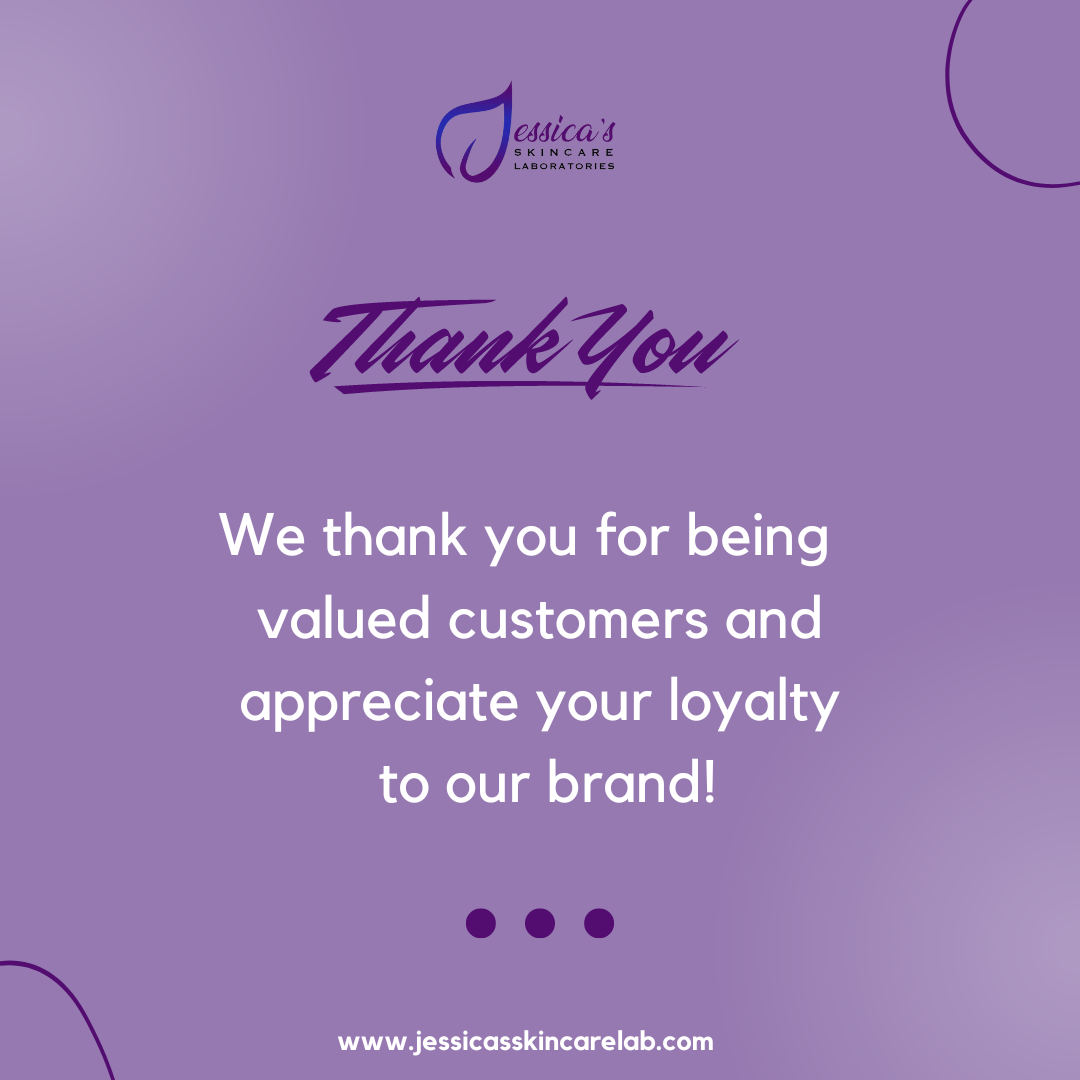 Jessica's
SKINCARE
LABORATORIES
Thank You
We thank you for being
valued customers and
appreciate your loyalty
to our brand!
www.jessicasskincarelab.com